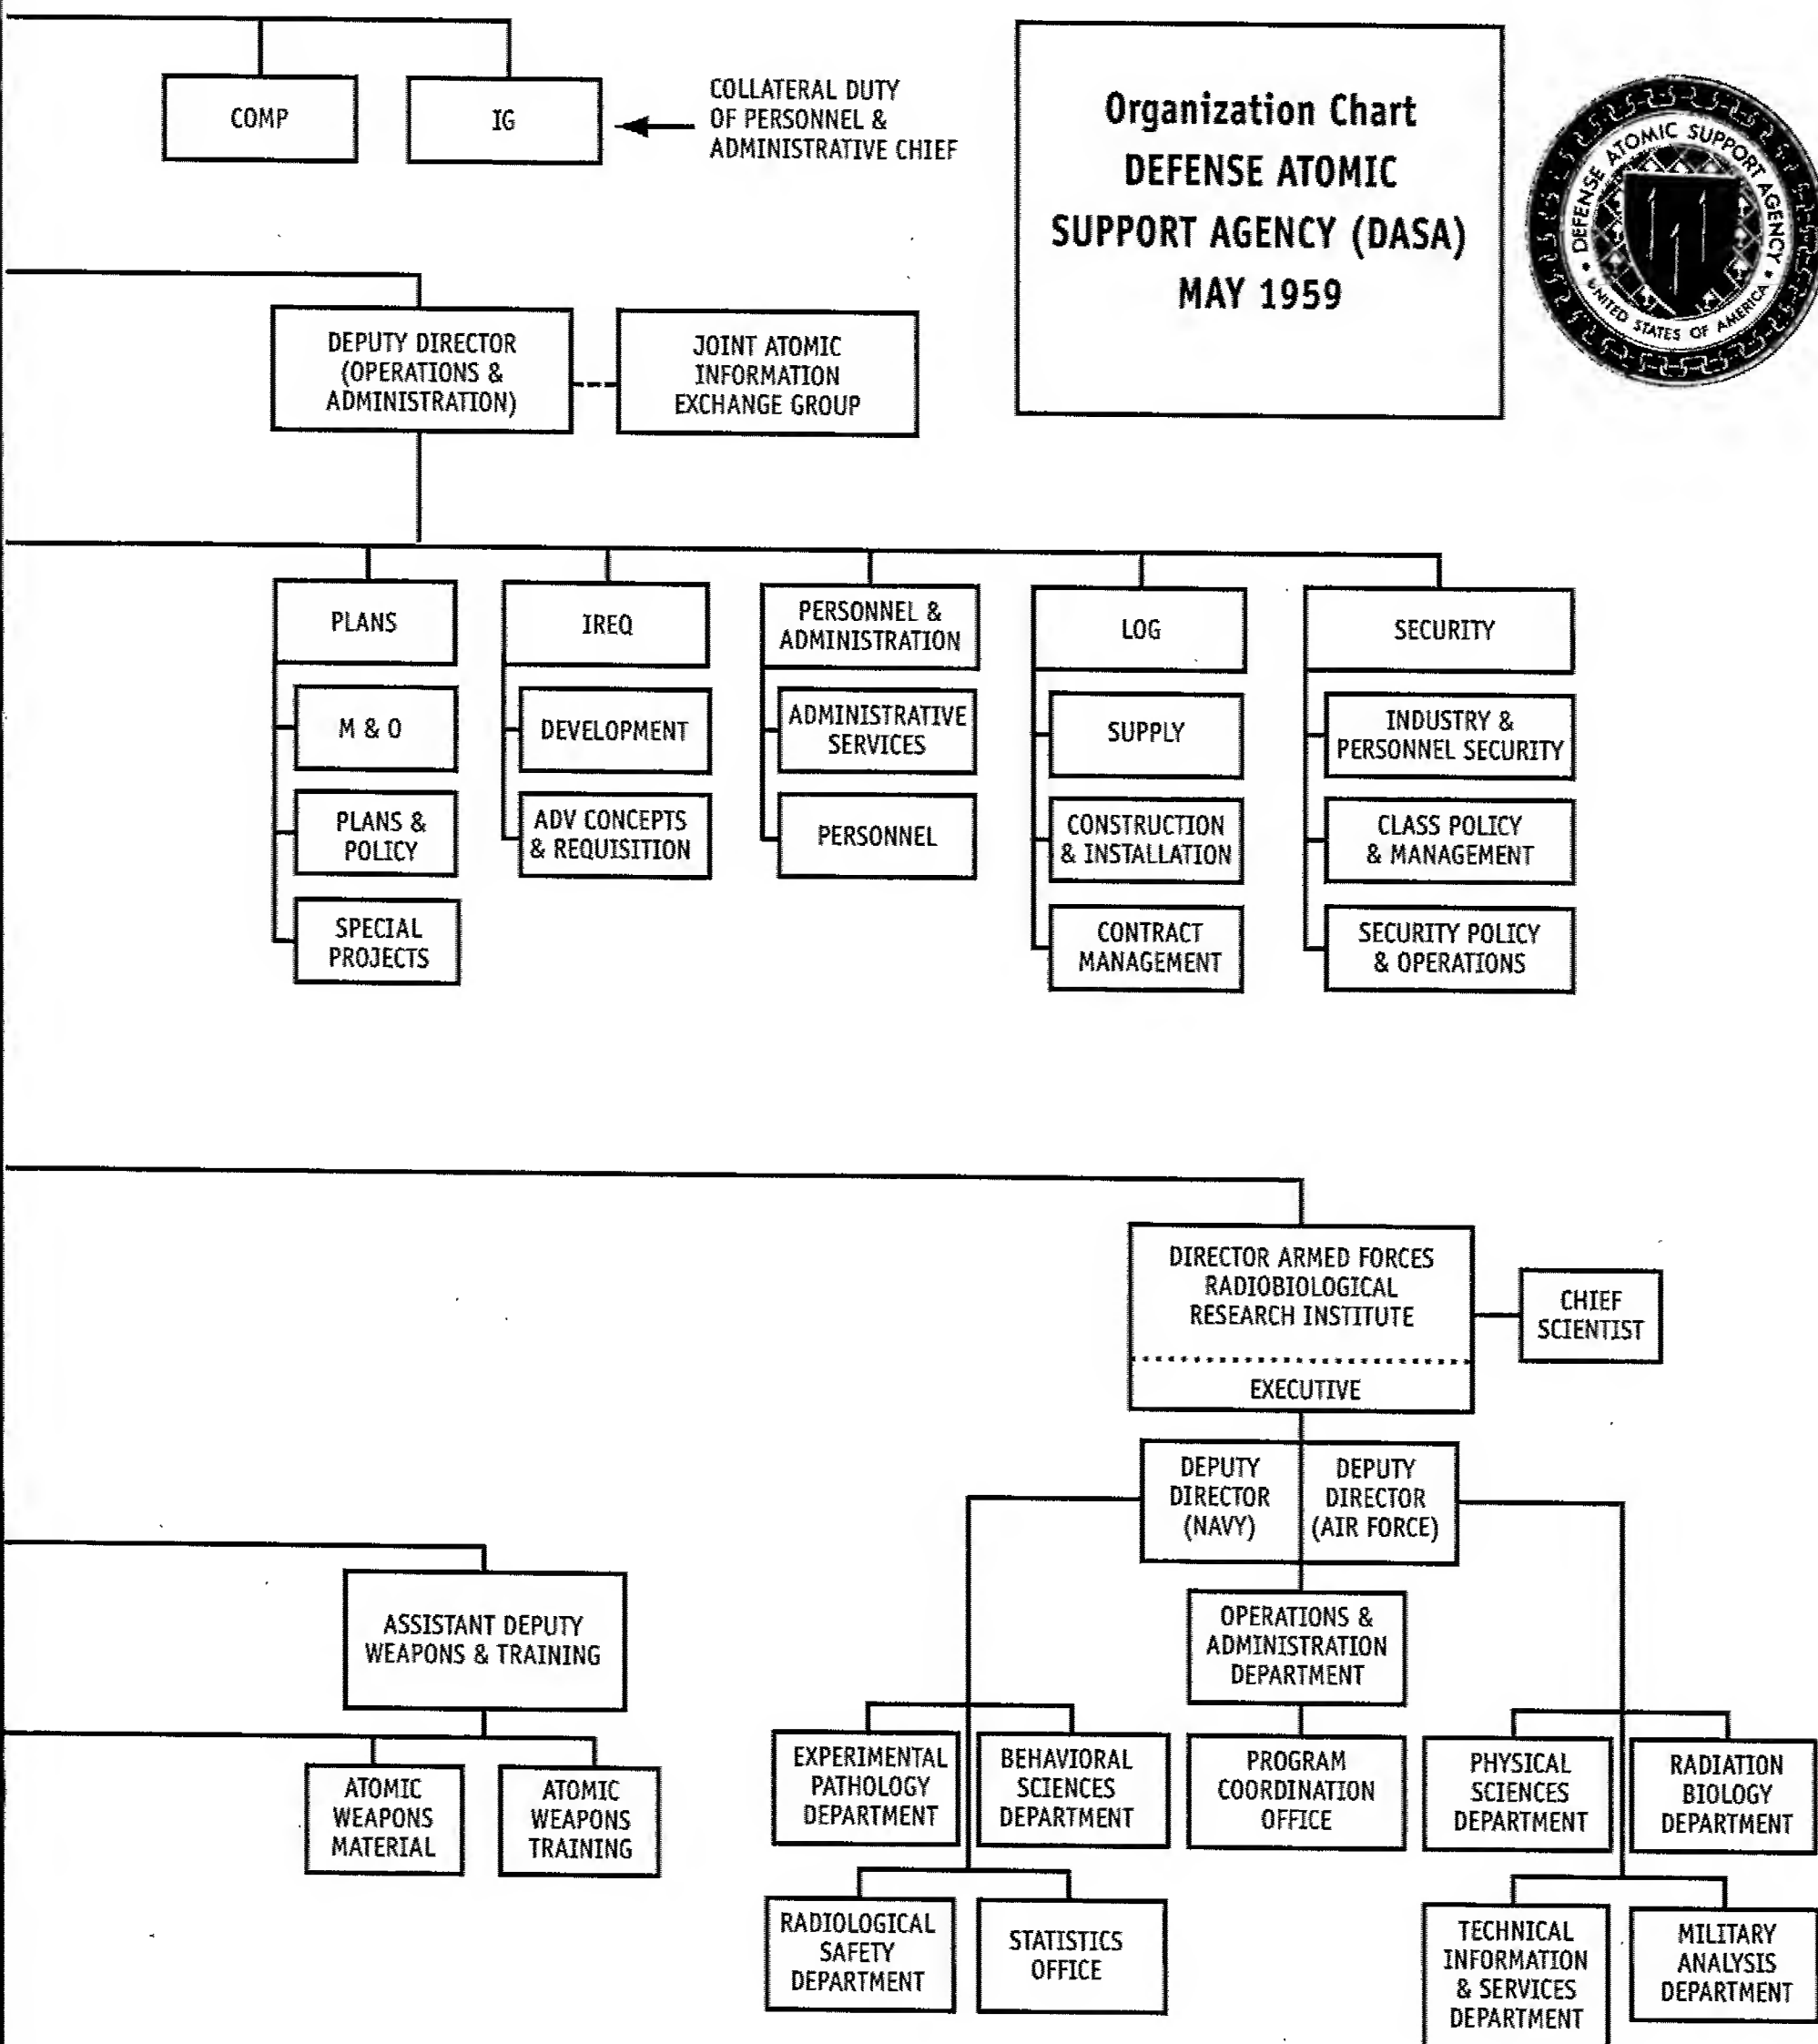 COMP
IG
COLLATERAL DUTY
OF PERSONNEL &
ADMINISTRATIVE CHIEF
Organization Chart
DEFENSE ATOMIC
SUPPORT AGENCY (DASA)
MAY 1959
DEFENSE ATOMIC SUPPORT AGENCY
UNITED STATES OF AMERICA
DEPUTY DIRECTOR
(OPERATIONS &
ADMINISTRATION)
JOINT ATOMIC
INFORMATION
EXCHANGE GROUP
PLANS
M & O
PLANS &
POLICY
SPECIAL
PROJECTS
IREQ
DEVELOPMENT
ADV CONCEPTS
& REQUISITION
PERSONNEL &
ADMINISTRATION
ADMINISTRATIVE
SERVICES
PERSONNEL
LOG
SUPPLY
CONSTRUCTION
& INSTALLATION
CONTRACT
MANAGEMENT
SECURITY
INDUSTRY &
PERSONNEL SECURITY
CLASS POLICY
& MANAGEMENT
SECURITY POLICY
& OPERATIONS
DIRECTOR ARMED FORCES
RADIOBIOLOGICAL
RESEARCH INSTITUTE
EXECUTIVE
CHIEF
SCIENTIST
DEPUTY
DIRECTOR
(NAVY)
DEPUTY
DIRECTOR
(AIR FORCE)
ASSISTANT DEPUTY
WEAPONS & TRAINING
ATOMIC
WEAPONS
MATERIAL
ATOMIC
WEAPONS
TRAINING
OPERATIONS &
ADMINISTRATION
DEPARTMENT
EXPERIMENTAL
PATHOLOGY
DEPARTMENT
BEHAVIORAL
SCIENCES
DEPARTMENT
PROGRAM
COORDINATION
OFFICE
PHYSICAL
SCIENCES
DEPARTMENT
RADIATION
BIOLOGY
DEPARTMENT
RADIOLOGICAL
SAFETY
DEPARTMENT
STATISTICS
OFFICE
TECHNICAL
INFORMATION
& SERVICES
DEPARTMENT
MILITARY
ANALYSIS
DEPARTMENT